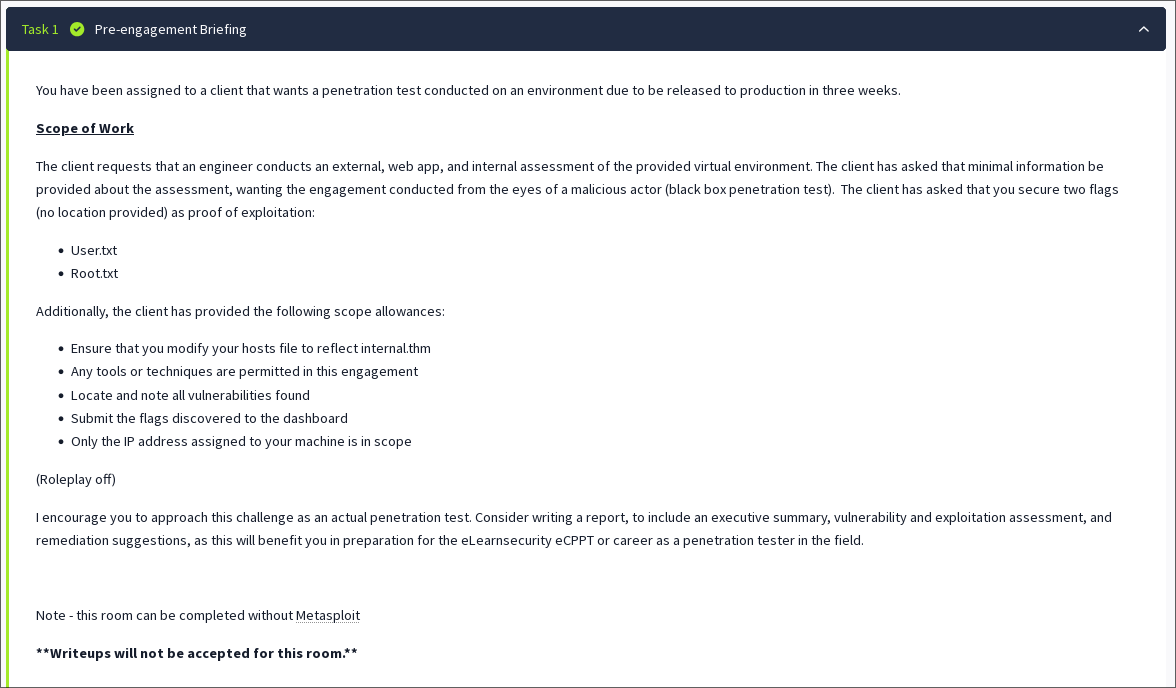 Task 1 Pre-engagement Briefing
You have been assigned to a client that wants a penetration test conducted on an environment due to be released to production in three weeks.
Scope of Work
The client requests that an engineer conducts an external, web app, and internal assessment of the provided virtual environment. The client has asked that minimal information be
provided about the assessment, wanting the engagement conducted from the eyes of a malicious actor (black box penetration test).  The client has asked that you secure two flags
(no location provided) as proof of exploitation:
• User.txt
• Root.txt
Additionally, the client has provided the following scope allowances:
• Ensure that you modify your hosts file to reflect internal.thm
• Any tools or techniques are permitted in this engagement
• Locate and note all vulnerabilities found
• Submit the flags discovered to the dashboard
• Only the IP address assigned to your machine is in scope
(Roleplay off)
I encourage you to approach this challenge as an actual penetration test. Consider writing a report, to include an executive summary, vulnerability and exploitation assessment, and
remediation suggestions, as this will benefit you in preparation for the eLearnsecurity eCPPT or career as a penetration tester in the field.
Note - this room can be completed without Metasploit
**Writeups will not be accepted for this room.**